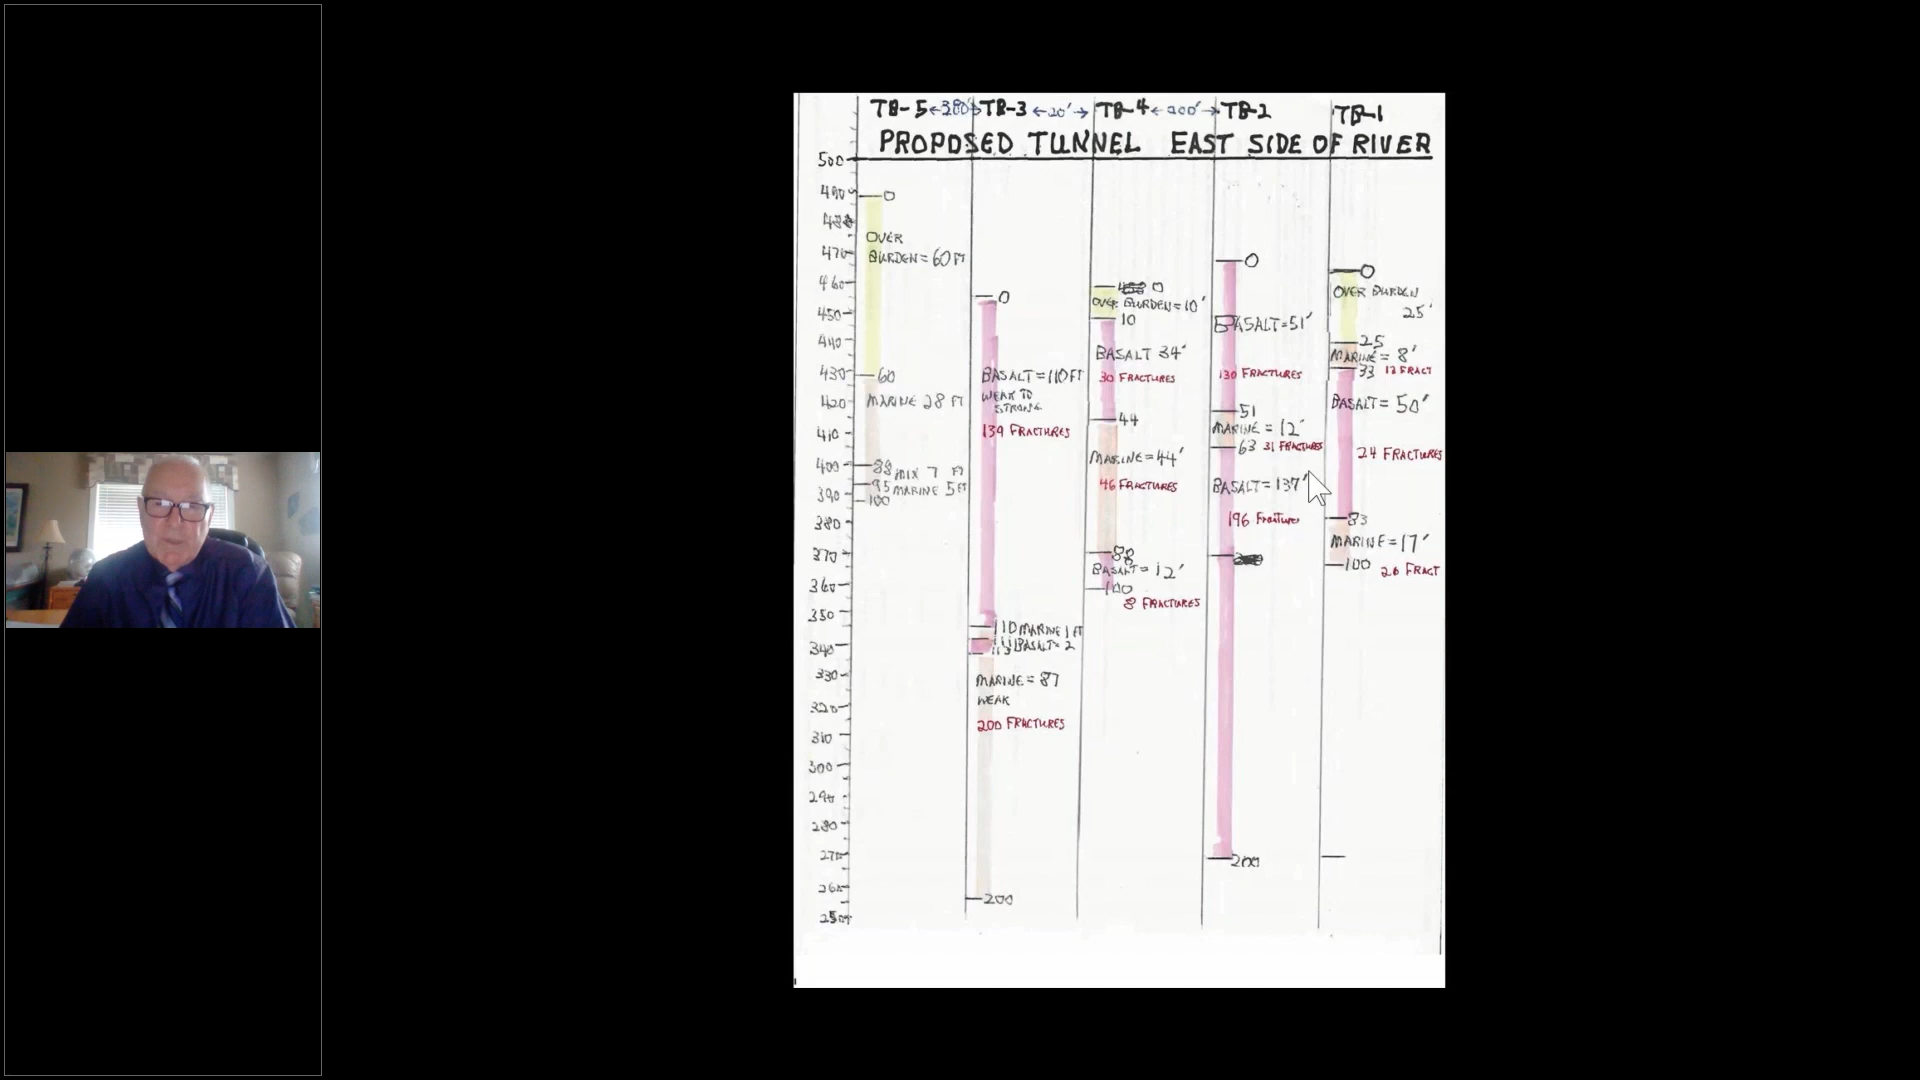 TB-5 ←380'→ TB-3 ←20'→ TB-4 ←200'→ TB-2 TB-1
PROPOSED TUNNEL EAST SIDE OF RIVER
500
490
480
470
460
450
440
430
420
410
400
390
380
370
360
350
340
330
320
310
300
290
280
270
260
250
0
OVER
BURDEN = 60 FT
60
MARINE 28 FT
88 MIX 7 FT
95 MARINE 5 FT
100
0
BASALT = 110 FT
WEAK TO
STRONG
139 FRACTURES
110 MARINE 1 FT
111 BASALT = 2
113
MARINE = 87
WEAK
200 FRACTURES
200
0
OVER BURDEN = 10'
10
BASALT 34'
30 FRACTURES
44
MARINE = 44'
46 FRACTURES
88
BASALT = 12'
100
8 FRACTURES
0
BASALT = 51'
130 FRACTURES
51
MARINE = 12'
63 31 FRACTURES
BASALT = 137'
196 Fractures
200
0
OVER BURDEN
25'
25
MARINE = 8'
33 12 FRACT
BASALT = 50'
24 FRACTURES
83
MARINE = 17'
100 20 FRACT